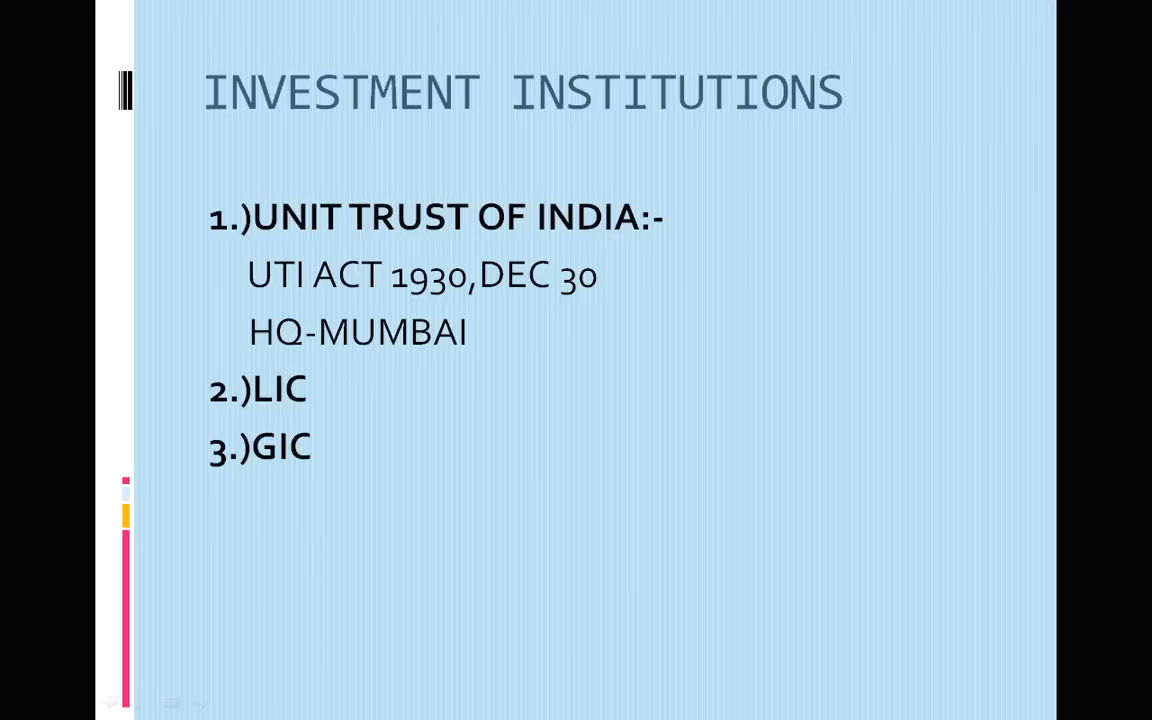 INVESTMENT INSTITUTIONS
1.)UNIT TRUST OF INDIA:-
UTI ACT 1930,DEC 30
HQ-MUMBAI
2.)LIC
3.)GIC